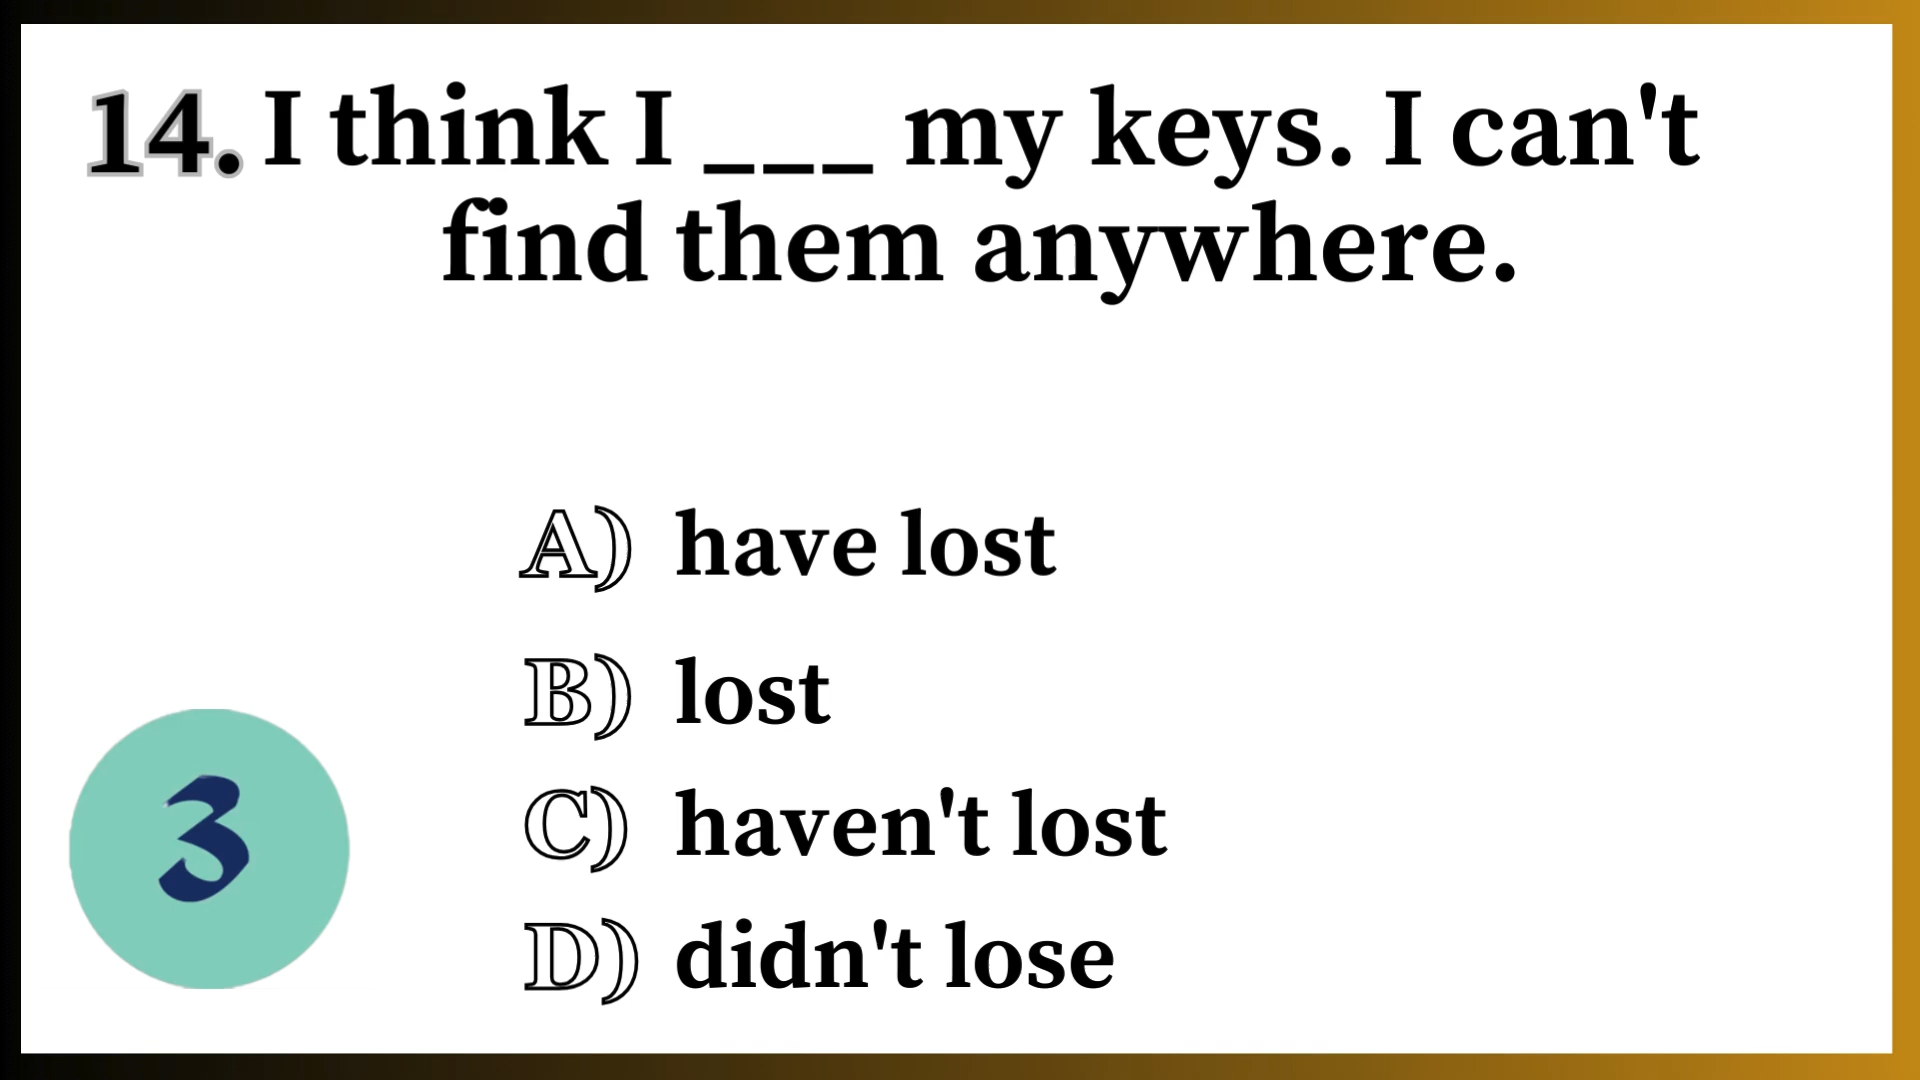 14. I think I ___ my keys. I can't
find them anywhere.
A) have lost
B) lost
C) haven't lost
3
D) didn't lose